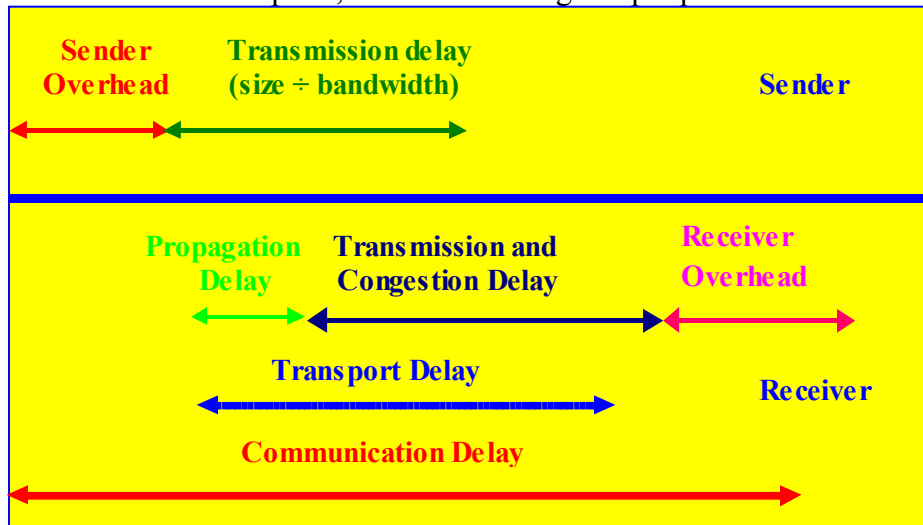 Sender
Overhead
Transmission delay
(size ÷ bandwidth)
Sender
Propagation
Delay
Transmission and
Congestion Delay
Receiver
Overhead
Transport Delay
Receiver
Communication Delay